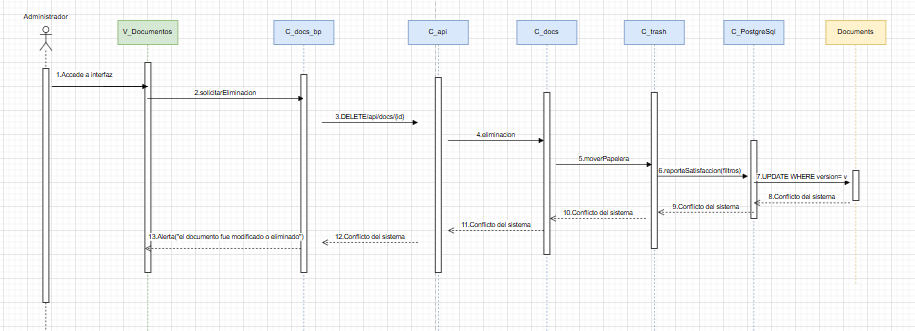 Administrador
V_Documentos
C_docs_bp
C_api
C_docs
C_trash
C_PostgreSql
Documents
1.Accede a interfaz
2.solicitarEliminacion
3.DELETE/api/docs/{id}
4.eliminacion
5.moverPapelera
6.reporteSatisfaccion(filtros)
7.UPDATE WHERE version= v
8.Conflicto del sistema
9.Conflicto del sistema
10.Conflicto del sistema
11.Conflicto del sistema
12.Conflicto del sistema
13.Alerta("el documento fue modificado o eliminado")